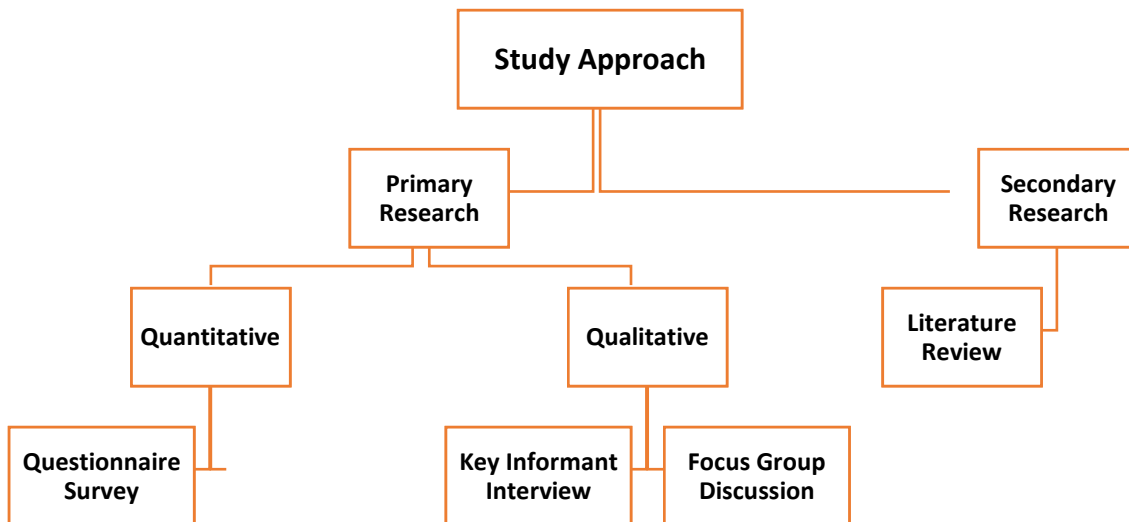 Study Approach
Primary
Research
Secondary
Research
Quantitative
Qualitative
Literature
Review
Questionnaire
Survey
Key Informant
Interview
Focus Group
Discussion